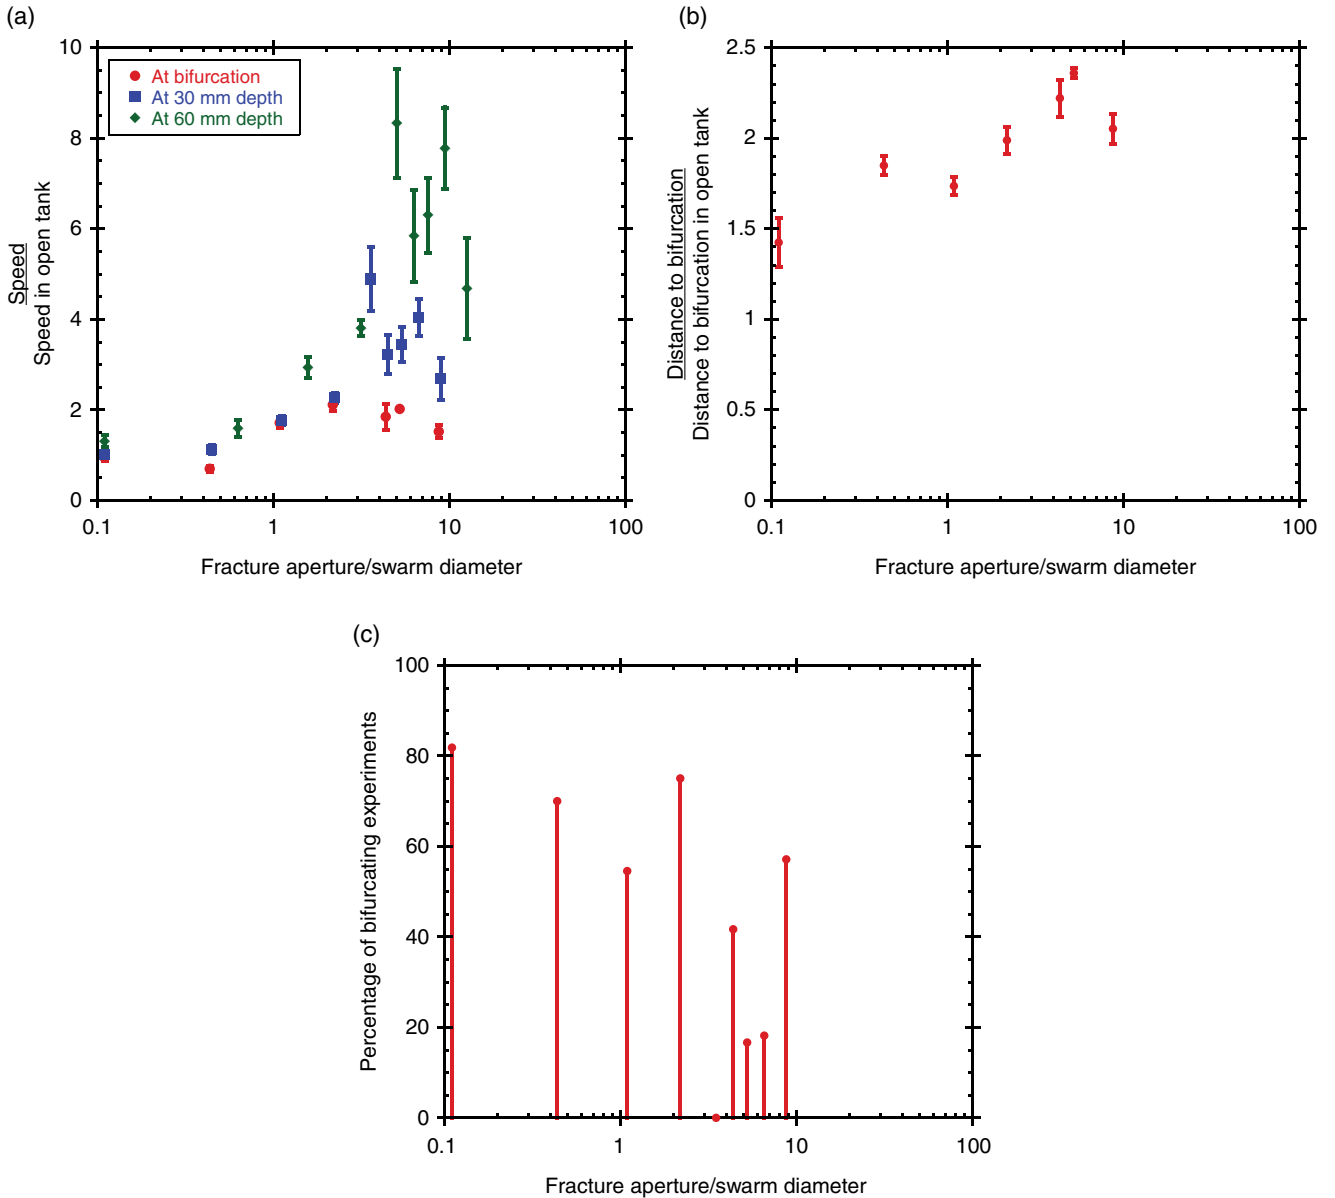 (a)
10
8
6
4
2
0
At bifurcation
At 30 mm depth
At 60 mm depth
Speed
Speed in open tank
0.1
1
10
100
Fracture aperture/swarm diameter
(b)
2.5
2
1.5
1
0.5
0
Distance to bifurcation
Distance to bifurcation in open tank
0.1
1
10
100
Fracture aperture/swarm diameter
(c)
100
80
60
40
20
0
Percentage of bifurcating experiments
0.1
1
10
100
Fracture aperture/swarm diameter